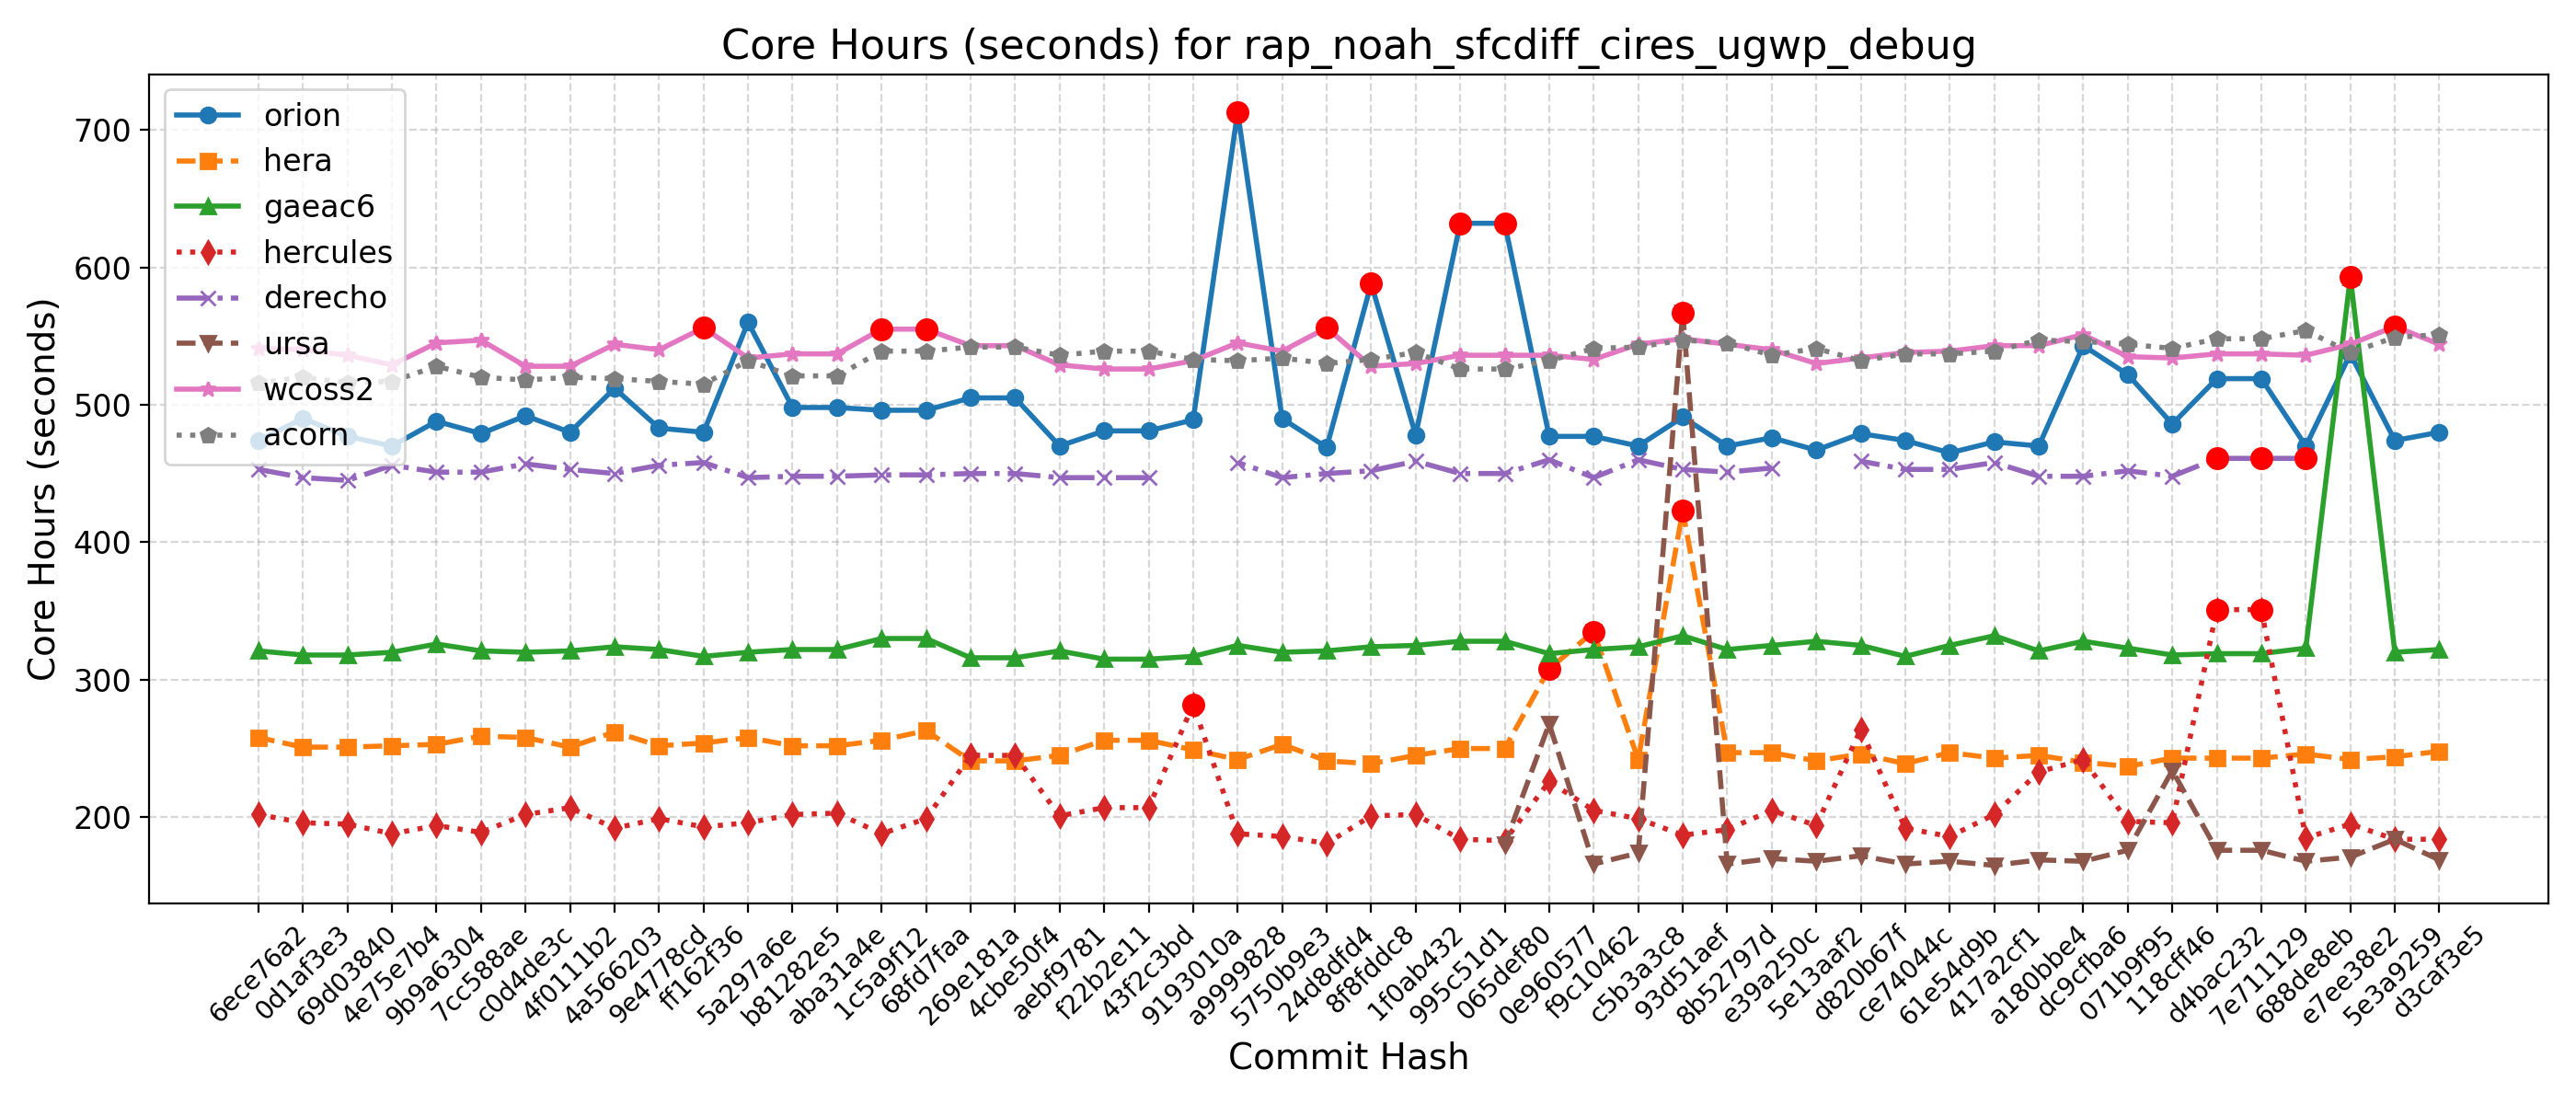 Core Hours (seconds) for rap_noah_sfcdiff_cires_ugwp_debug
Core Hours (seconds)
700
600
500
400
300
200
orion
hera
gaeac6
hercules
derecho
ursa
wcoss2
acorn
6ece76a2
0d1af3e3
69d03840
4e75e7b4
9b9a6304
7cc588ae
c0d4de3c
4f0111b2
4a566203
9e4778cd
ff162f36
5a297a6e
b81282e5
aba31a4e
1c5a9f12
68fd7faa
269e181a
4cbe50f4
aebf9781
f22b2e11
43f2c3bd
9193010a
a9999828
5750b9e3
24d8dfd4
8f8fddc8
1f0ab432
995c51d1
065def80
0e960577
f9c10462
c5b3a3c8
93d51aef
8b52797d
e39a250c
5e13aaf2
d820b67f
ce74044c
61e54d9b
417a2cf1
a180bbe4
dc9cfba6
071b9f95
118cff46
d4bac232
7e711129
688de8eb
e7ee38e2
5e3a9259
d3caf3e5
Commit Hash